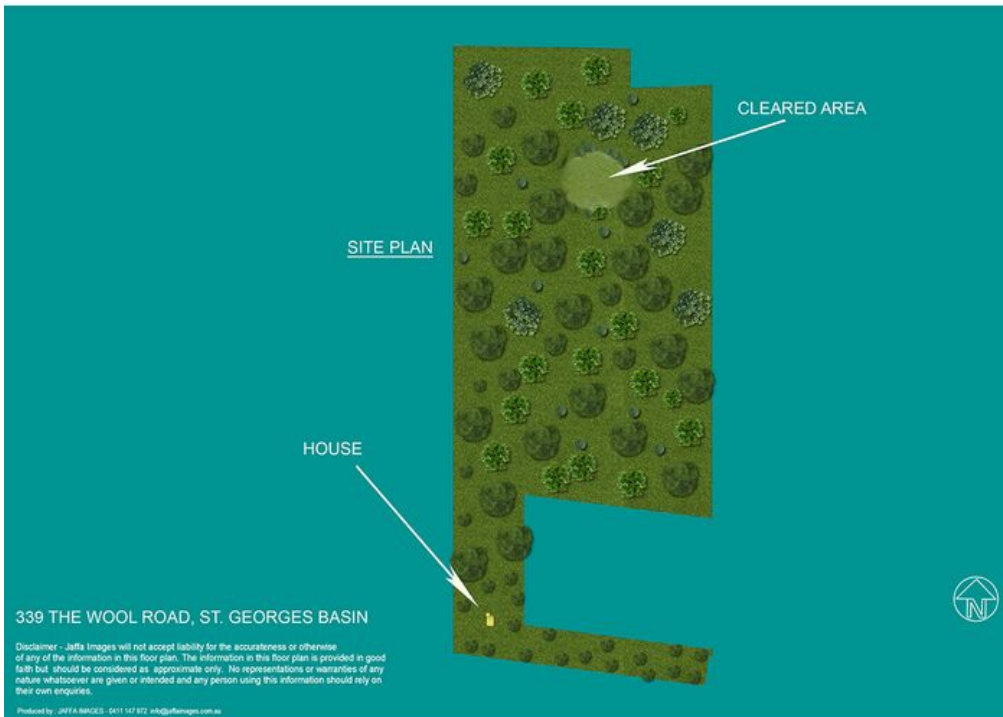 CLEARED AREA
SITE PLAN
HOUSE
339 THE WOOL ROAD, ST. GEORGES BASIN
Disclaimer - Jaffa Images will not accept liability for the accurateness or otherwise
of any of the information in this floor plan. The information in this floor plan is provided in good
faith but should be considered as approximate only. No representations or warranties of any
nature whatsoever are given or intended and any person using this information should rely on
their own enquiries.
Produced by : JAFFA IMAGES - 0411 147 972 info@jaffaimages.com.au
N